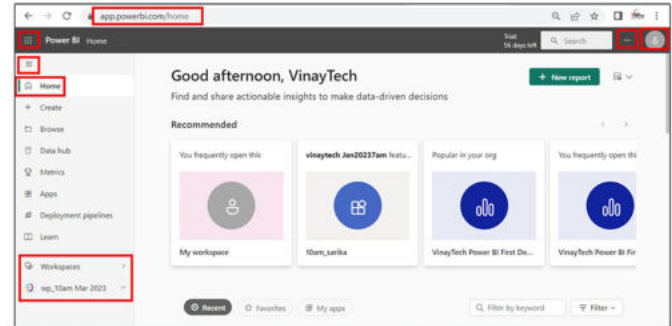 app.powerbi.com/home
Power BI Home
Trial
56 days left
Search
Home
Create
Browse
Data hub
Metrics
Apps
Deployment pipelines
Learn
Workspaces
wp_10am Mar 2023
Good afternoon, VinayTech
Find and share actionable insights to make data-driven decisions
+ New report
Recommended
You frequently open this
My workspace
vinaytech Jan20237am featu...
10am_sarika
Popular in your org
VinayTech Power BI First De...
You frequently open thi
VinayTech Power BI Fir
Recent
Favorites
My apps
Filter by keyword
Filter